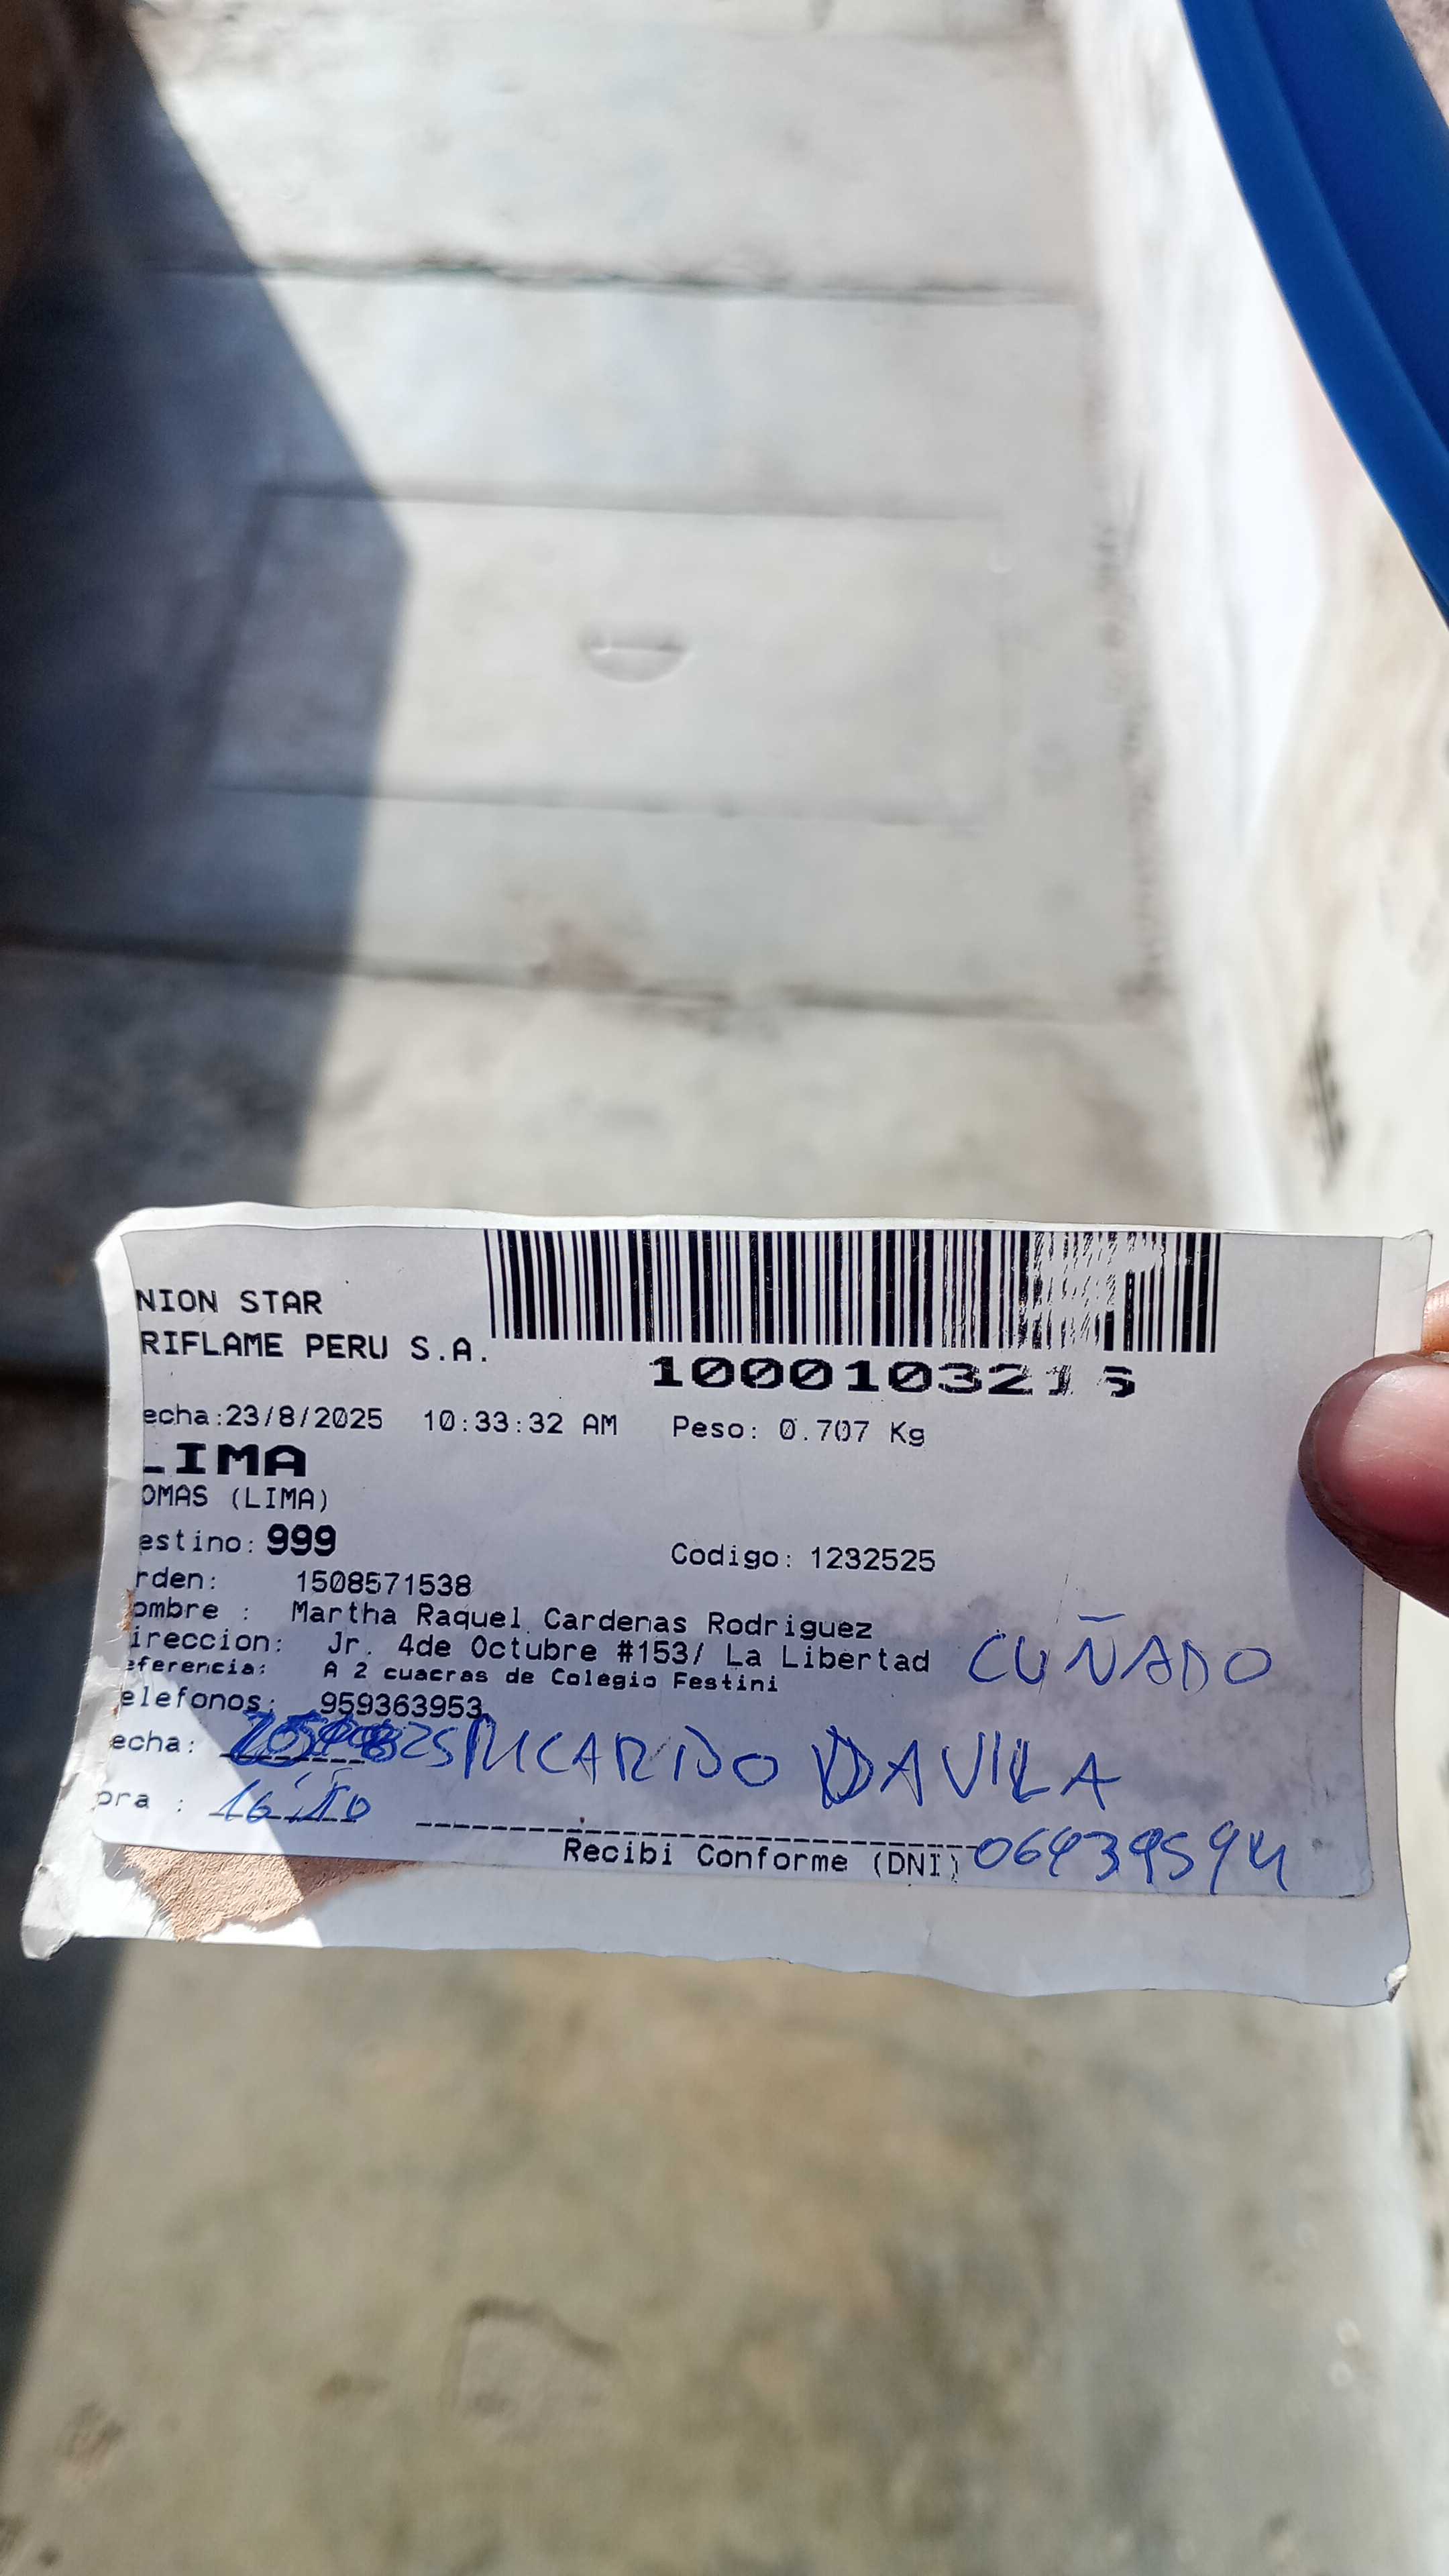 NION STAR
RIFLAME PERU S.A.
echa:23/8/2025 10:33:32 AM Peso: 0.707 Kg
LIMA
OMAS (LIMA)
estino: 999 Codigo: 1232525
rden: 1508571538
ombre : Martha Raquel Cardenas Rodriguez
ireccion: Jr. 4de Octubre #153/ La Libertad CUÑADO
eferencia: A 2 cuacras de Colegio Festini
elefonos: 959363953
echa: RICARDO DAVILA
ora : 16:10
Recibi Conforme (DNI)